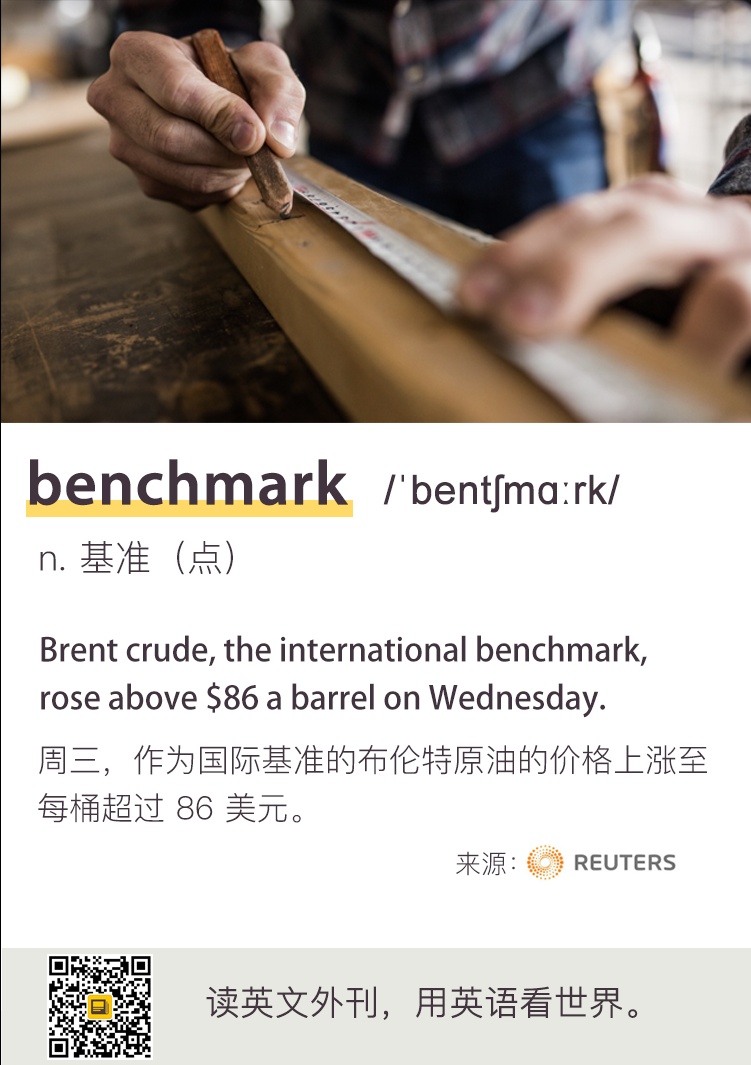 benchmark /ˈbentʃmɑːrk/
n. 基准（点）
Brent crude, the international benchmark,
rose above $86 a barrel on Wednesday.
周三，作为国际基准的布伦特原油的价格上涨至
每桶超过 86 美元。
来源：REUTERS
读英文外刊，用英语看世界。